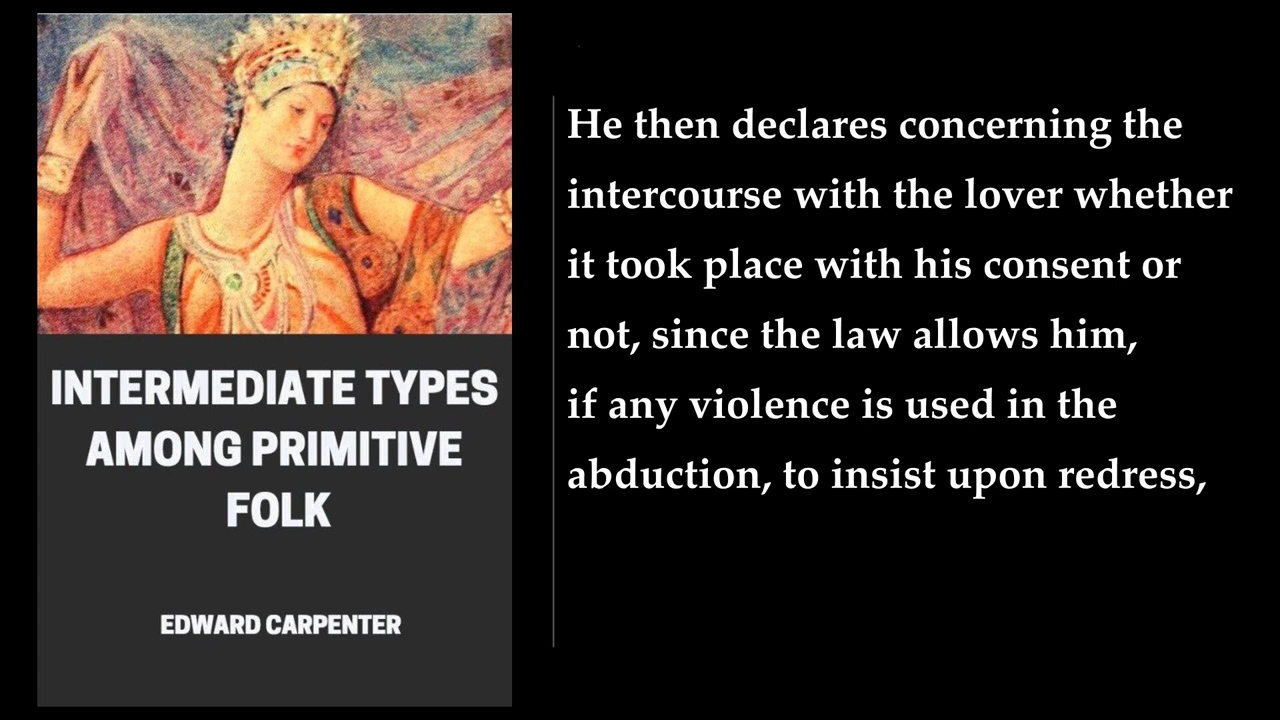 INTERMEDIATE TYPES
AMONG PRIMITIVE
FOLK
EDWARD CARPENTER
He then declares concerning the
intercourse with the lover whether
it took place with his consent or
not, since the law allows him,
if any violence is used in the
abduction, to insist upon redress,